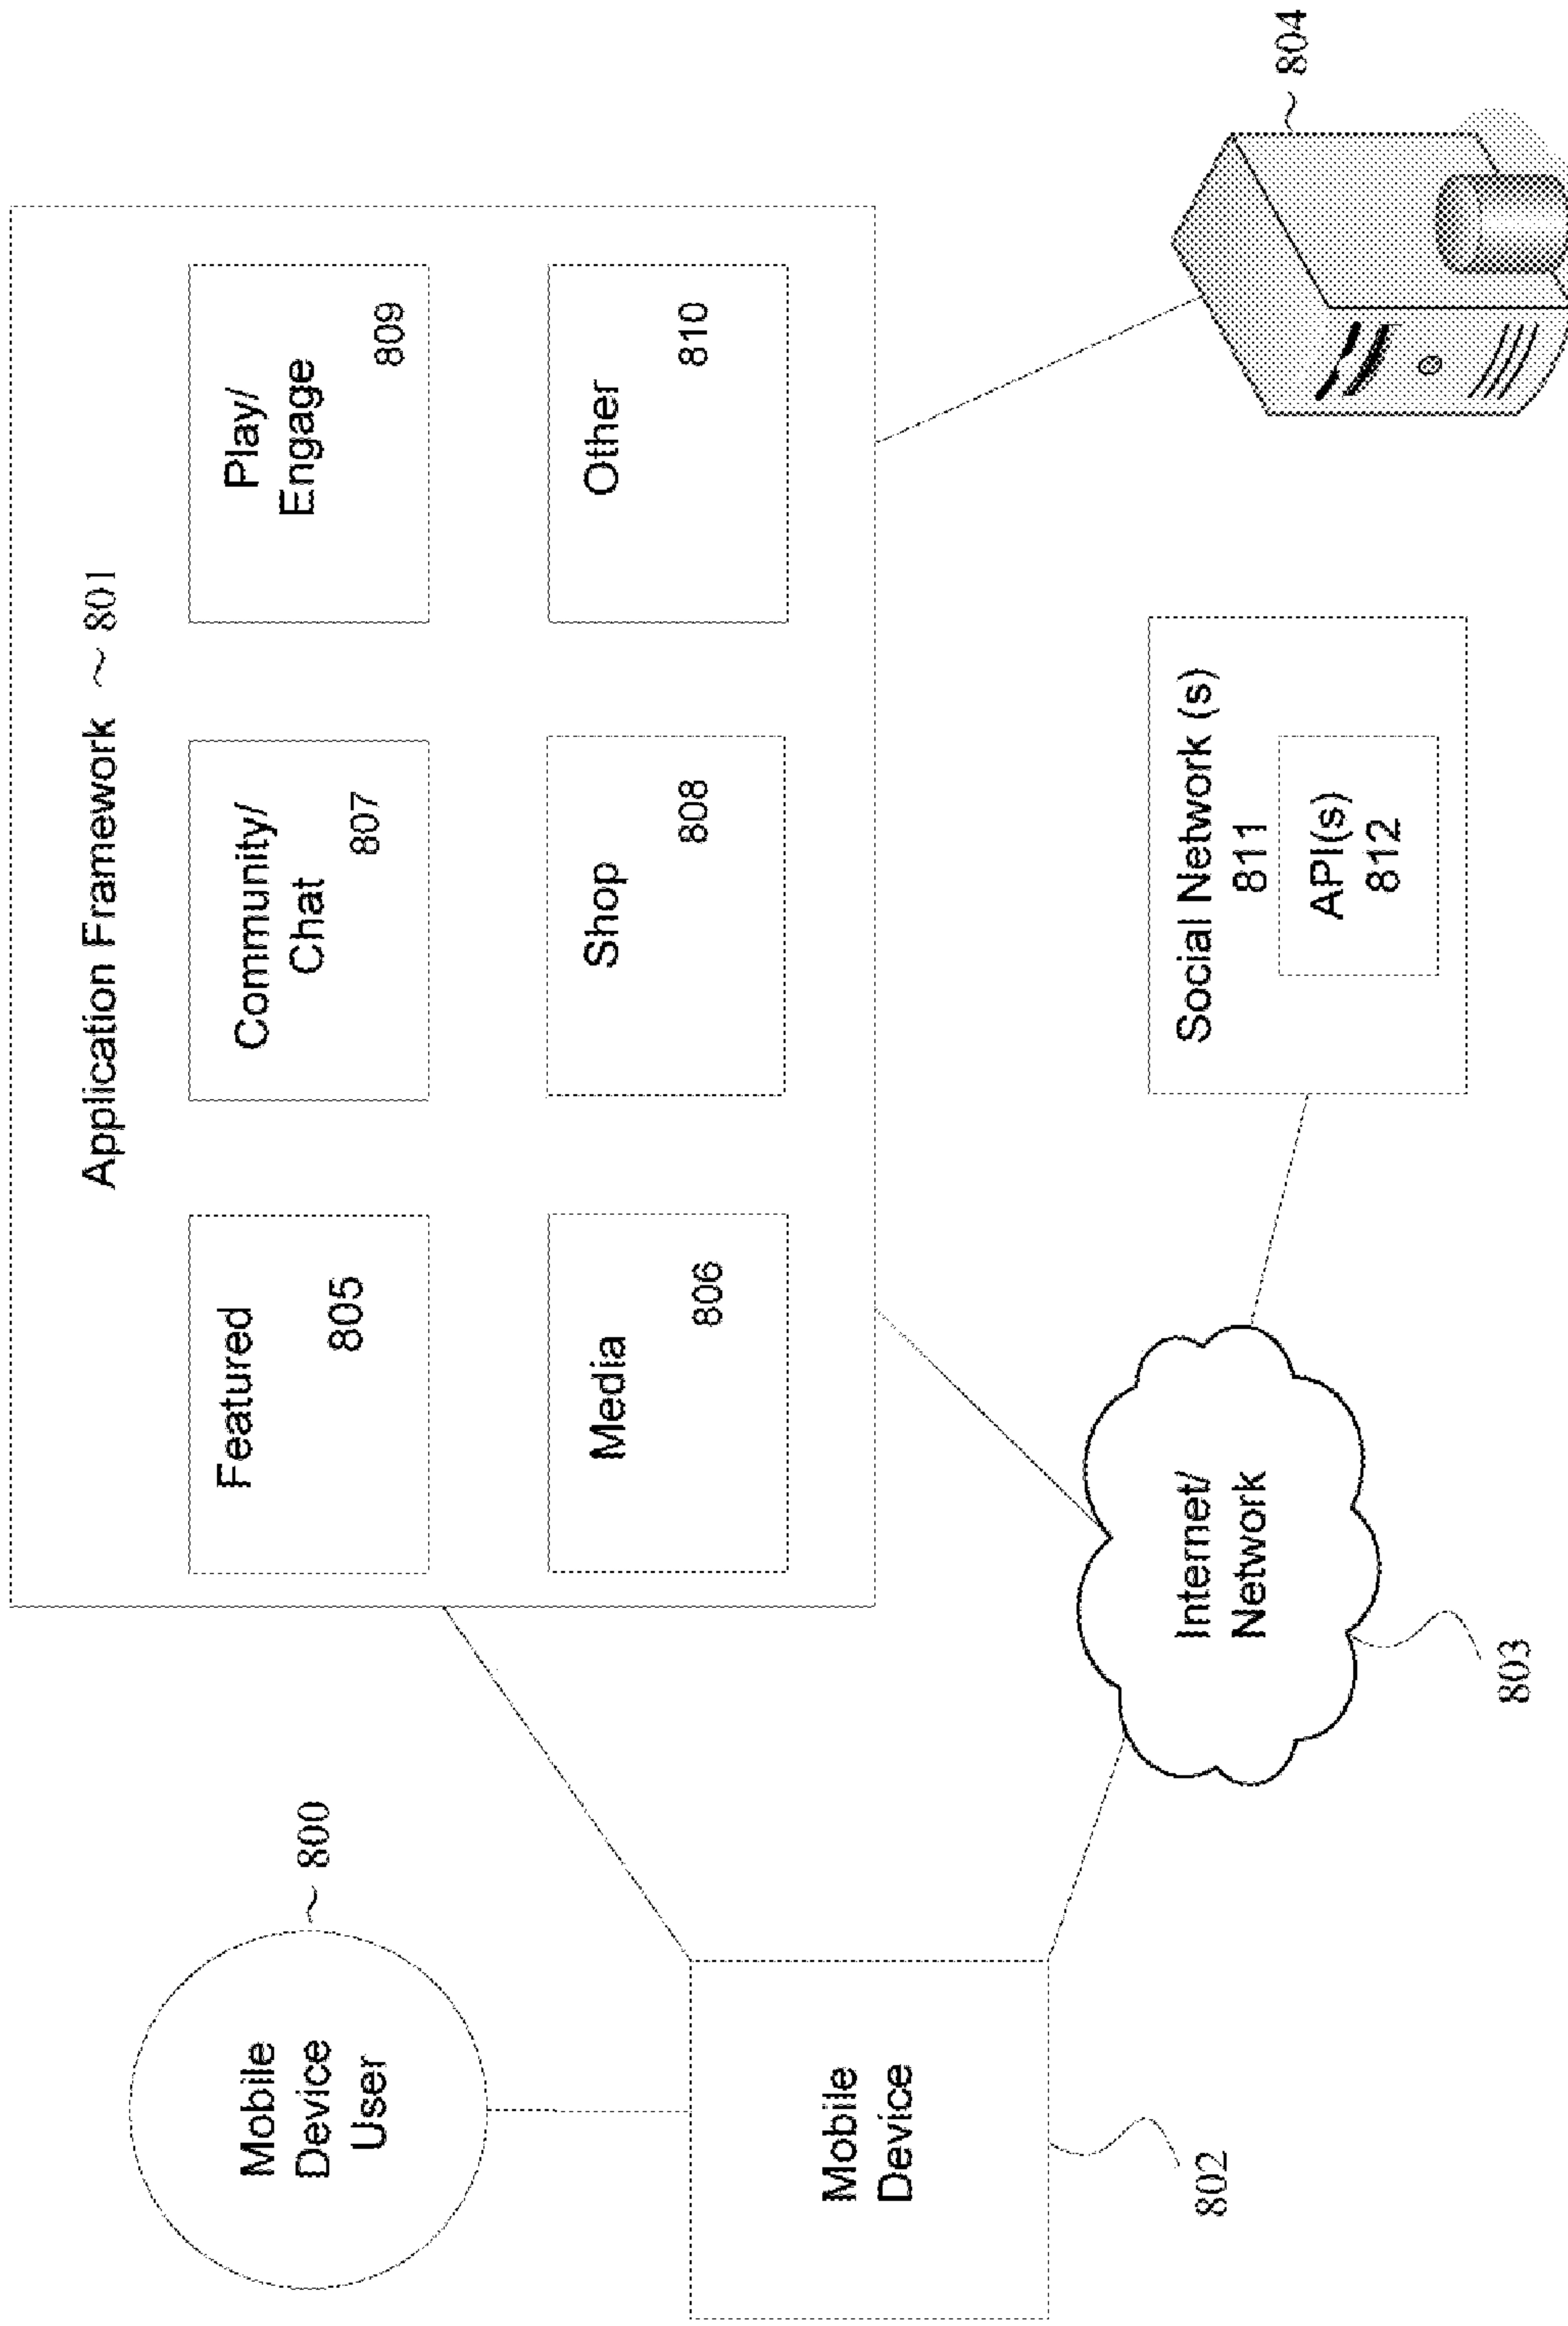 Application Framework ~ 801
Featured
805
Community/
Chat
807
Play/
Engage
809
Media
806
Shop
808
Other
810
Mobile
Device
User
~ 800
Mobile
Device
802
Internet/
Network
803
Social Network (s)
811
API(s)
812
~ 804